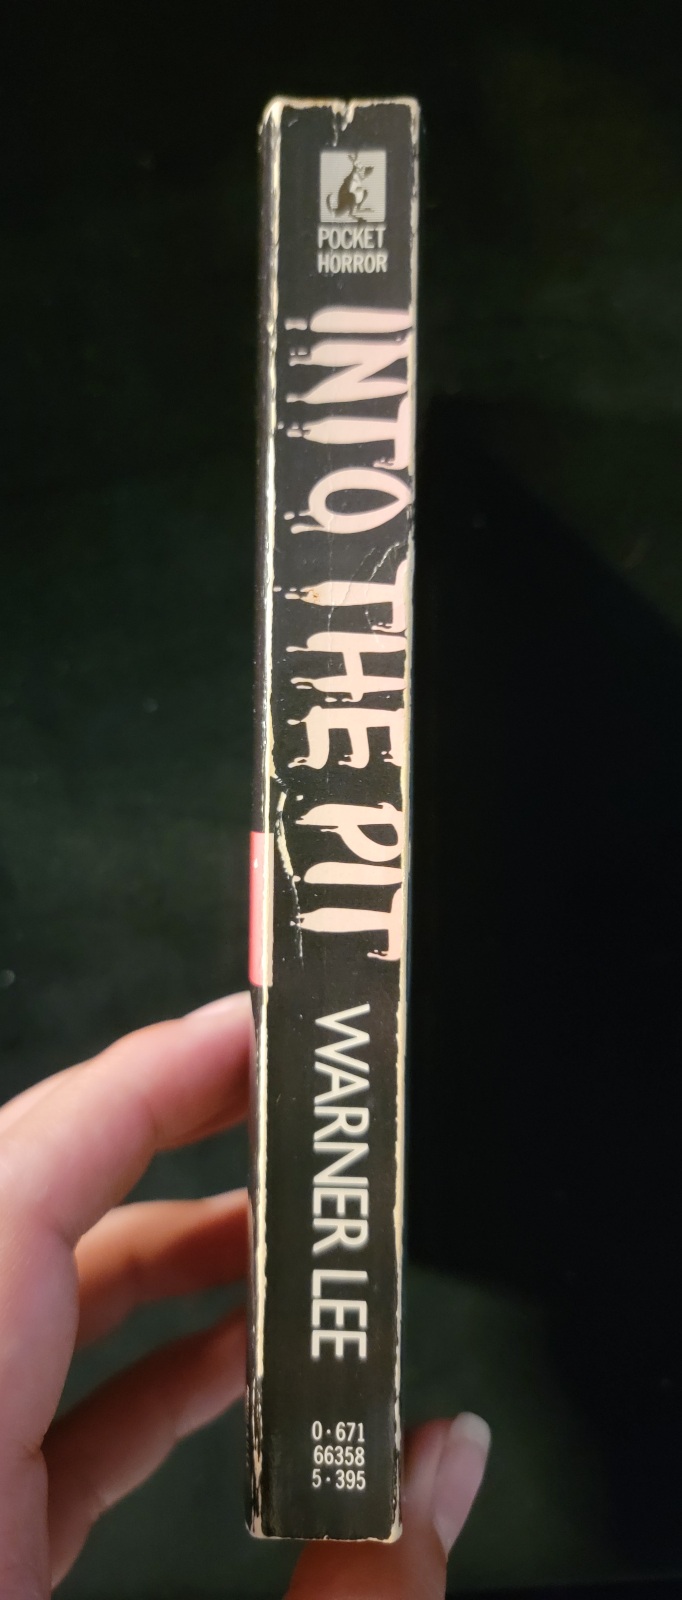 POCKET
HORROR
INTO THE PIT
WARNER LEE
0·671
66358
5·395